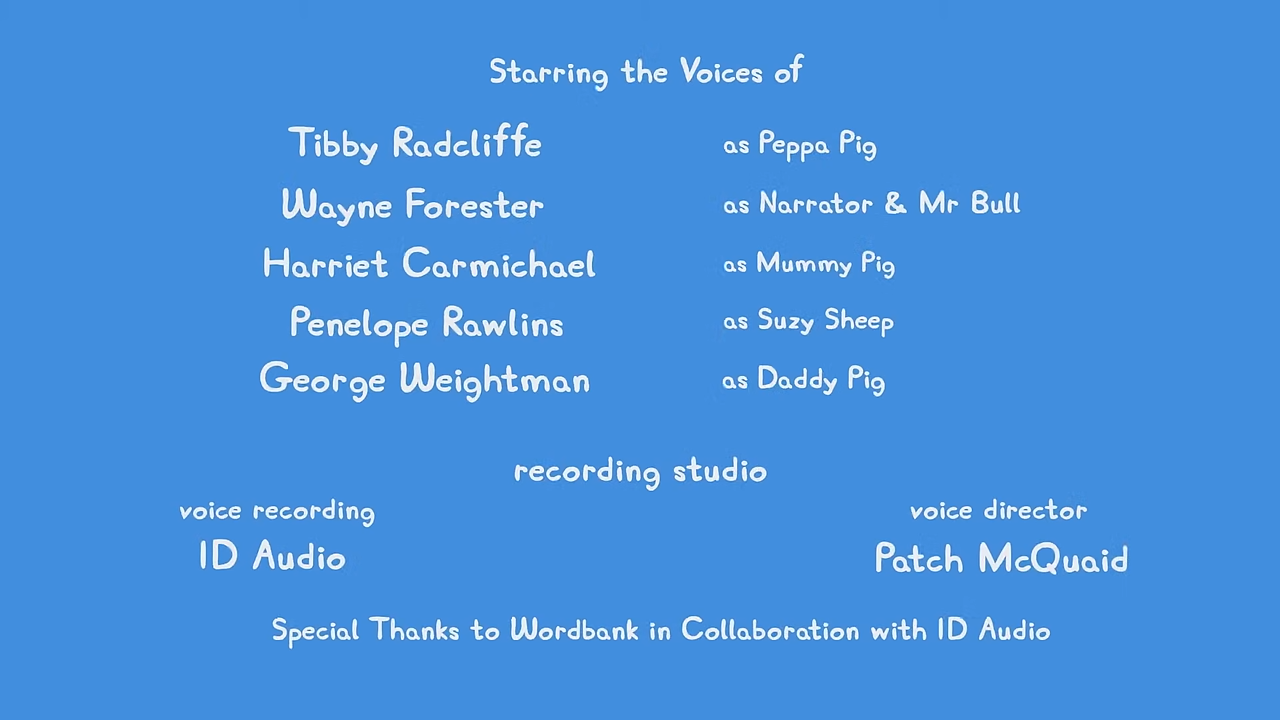 Starring the Voices of
Tibby Radcliffe as Peppa Pig
Wayne Forester as Narrator & Mr Bull
Harriet Carmichael as Mummy Pig
Penelope Rawlins as Suzy Sheep
George Weightman as Daddy Pig
recording studio
voice recording voice director
ID Audio Patch McQuaid
Special Thanks to Wordbank in Collaboration with ID Audio